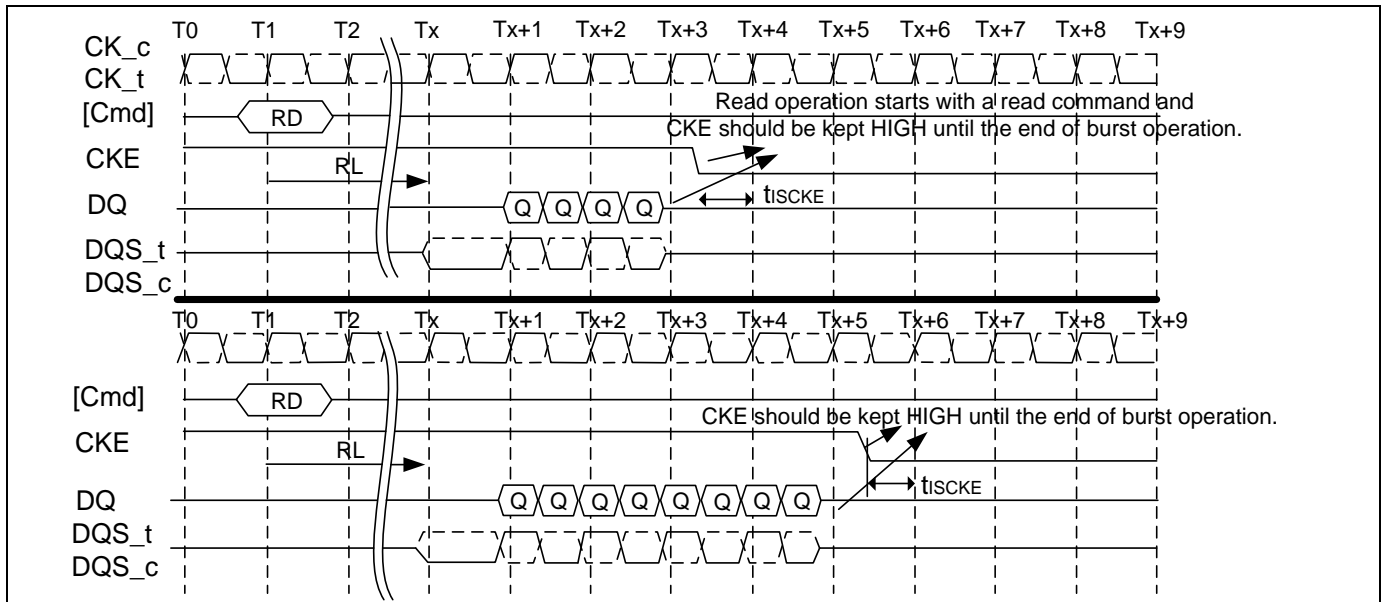 T0 T1 T2 Tx Tx+1 Tx+2 Tx+3 Tx+4 Tx+5 Tx+6 Tx+7 Tx+8 Tx+9
CK_c
CK_t
[Cmd] RD
Read operation starts with a read command and
CKE should be kept HIGH until the end of burst operation.
CKE
RL
tISCKE
DQ Q Q Q Q
DQS_t
DQS_c
T0 T1 T2 Tx Tx+1 Tx+2 Tx+3 Tx+4 Tx+5 Tx+6 Tx+7 Tx+8 Tx+9
[Cmd] RD
CKE should be kept HIGH until the end of burst operation.
CKE
RL
tISCKE
DQ Q Q Q Q Q Q Q Q
DQS_t
DQS_c